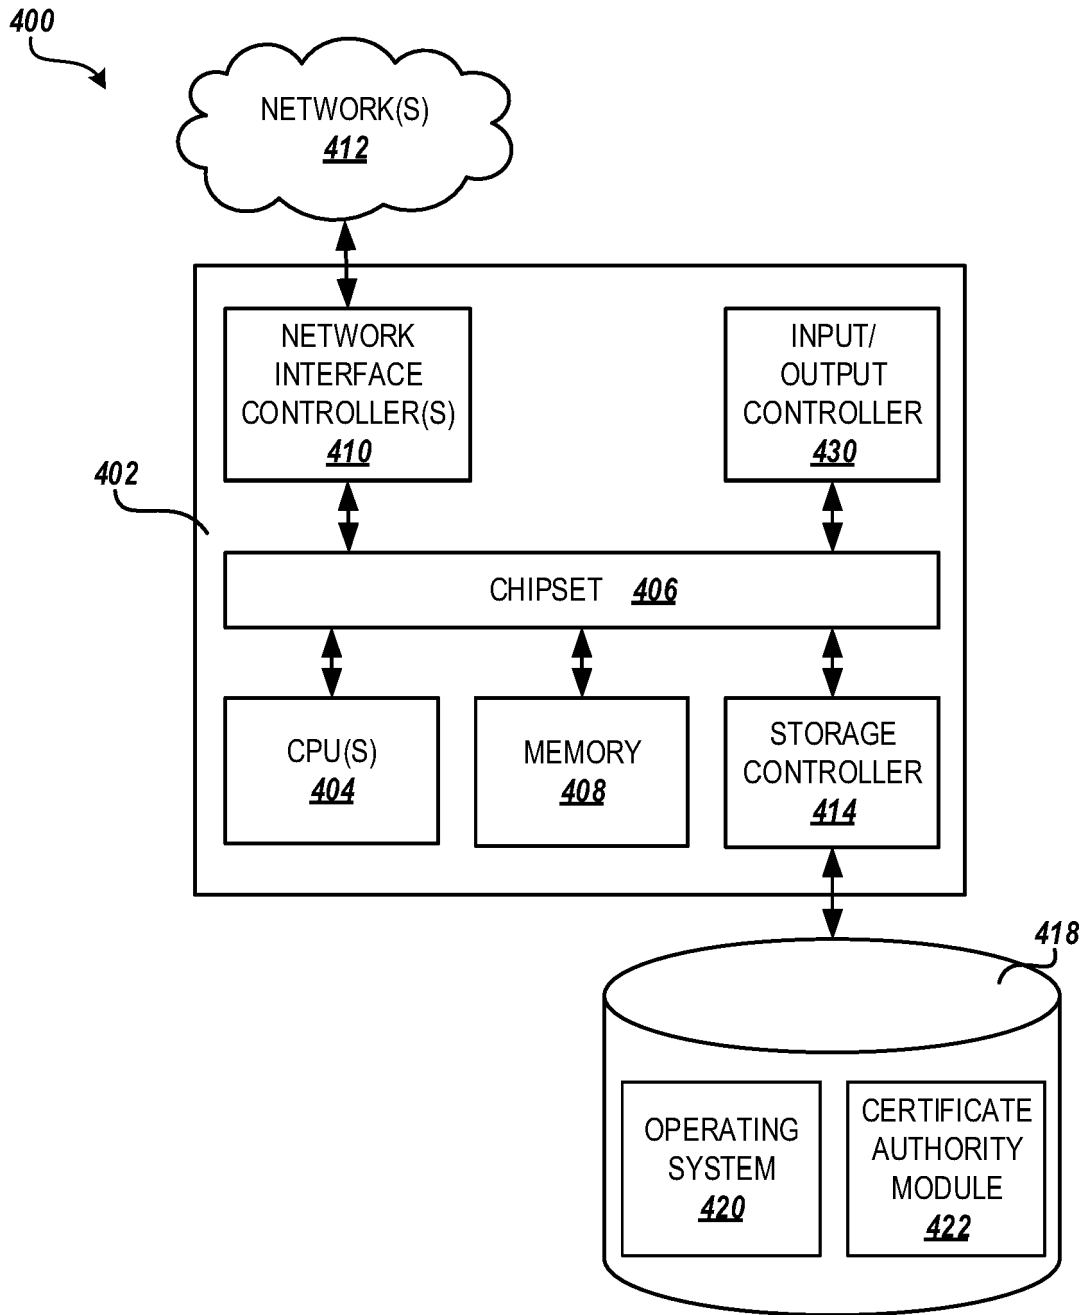 400
NETWORK(S)
412
NETWORK
INTERFACE
CONTROLLER(S)
410
INPUT/
OUTPUT
CONTROLLER
430
402
CHIPSET 406
CPU(S)
404
MEMORY
408
STORAGE
CONTROLLER
414
418
OPERATING
SYSTEM
420
CERTIFICATE
AUTHORITY
MODULE
422